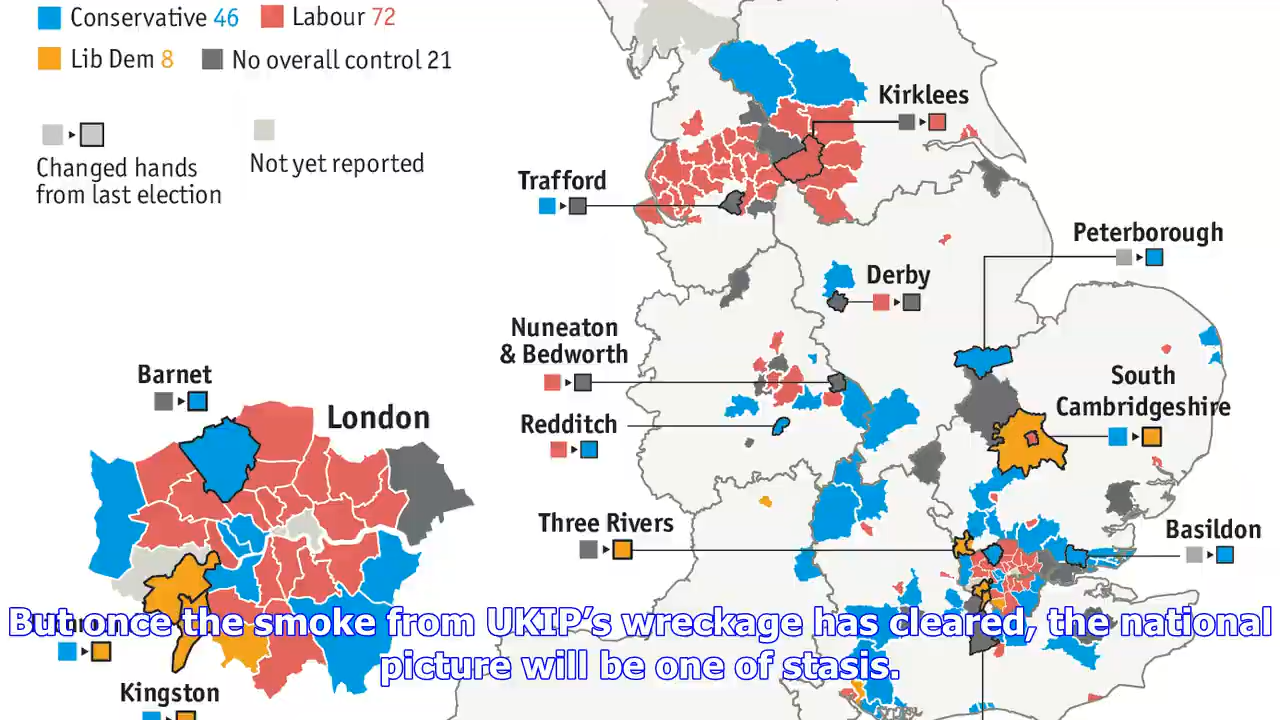 Conservative 46 Labour 72
Lib Dem 8 No overall control 21
Changed hands
from last election
Not yet reported
Kirklees
Trafford
Peterborough
Derby
Nuneaton
& Bedworth
South
Cambridgeshire
Redditch
Barnet
London
Three Rivers
Basildon
But once the smoke from UKIP’s wreckage has cleared, the national
picture will be one of stasis.
Kingston